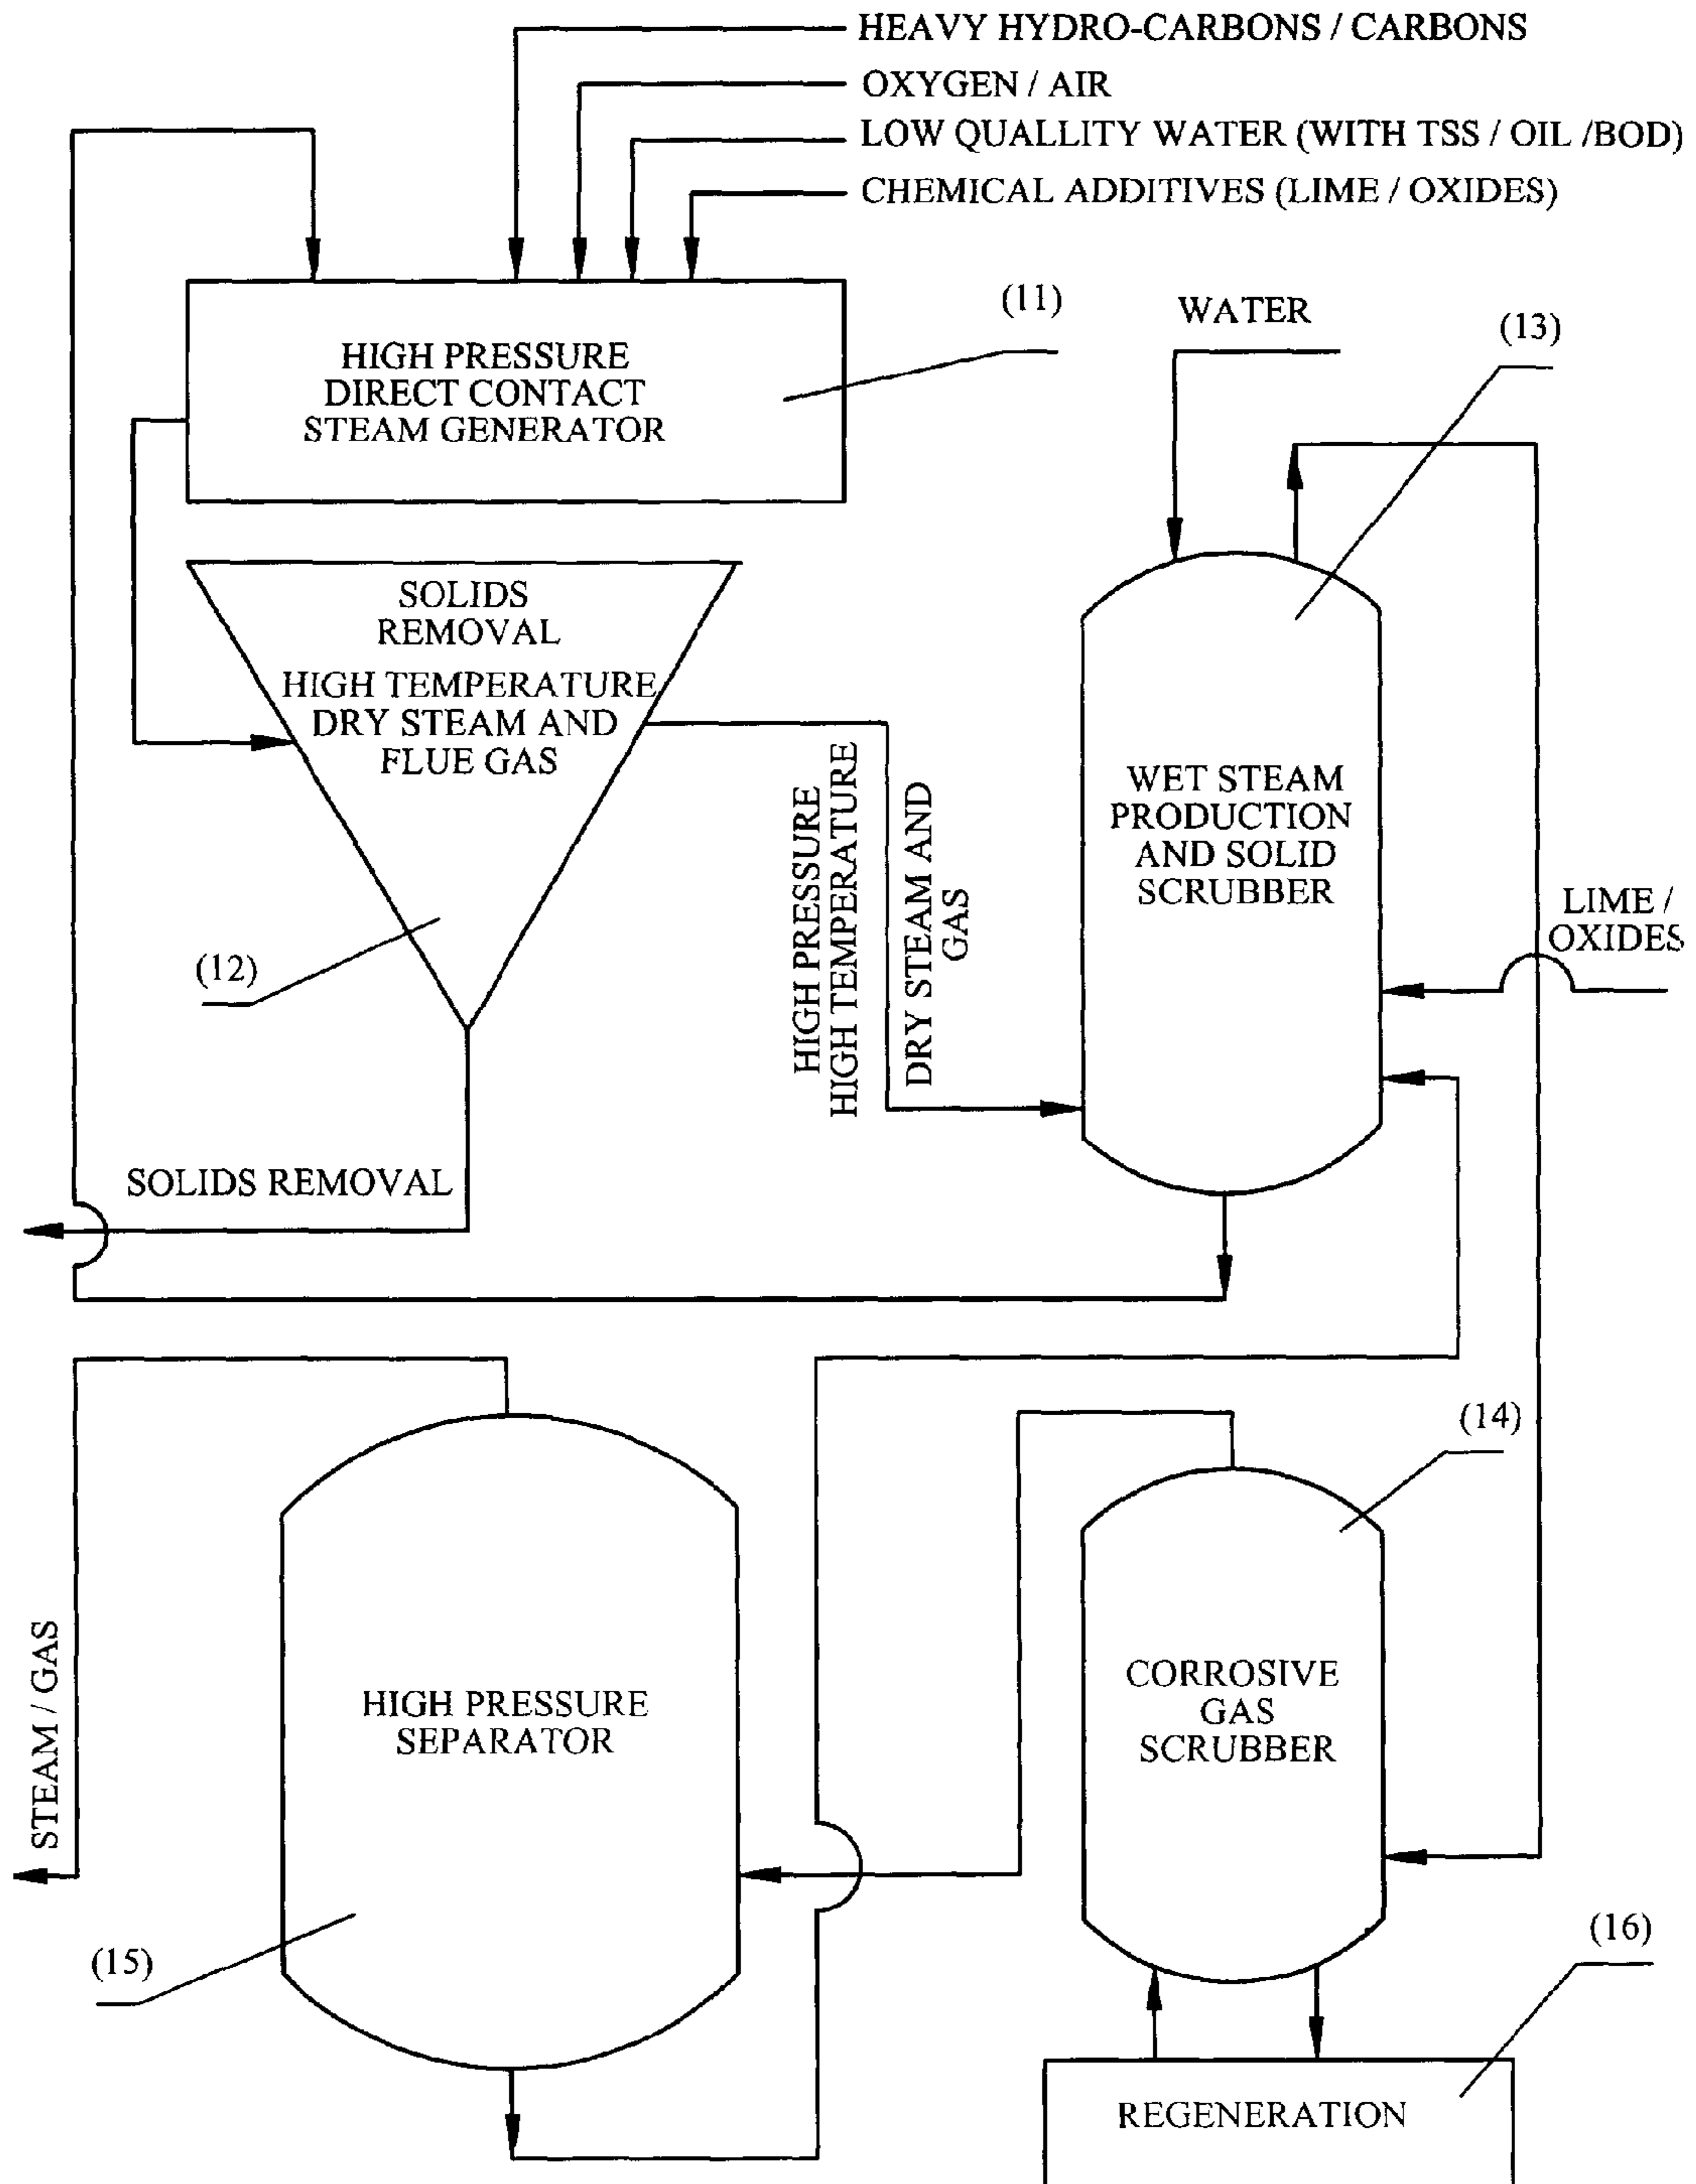 HEAVY HYDRO-CARBONS / CARBONS
OXYGEN / AIR
LOW QUALLITY WATER (WITH TSS / OIL /BOD)
CHEMICAL ADDITIVES (LIME / OXIDES)
(11)
WATER
(13)
HIGH PRESSURE
DIRECT CONTACT
STEAM GENERATOR
SOLIDS
REMOVAL
HIGH TEMPERATURE
DRY STEAM AND
FLUE GAS
(12)
HIGH PRESSURE
HIGH TEMPERATURE
DRY STEAM AND
GAS
WET STEAM
PRODUCTION
AND SOLID
SCRUBBER
LIME /
OXIDES
SOLIDS REMOVAL
(14)
STEAM / GAS
HIGH PRESSURE
SEPARATOR
CORROSIVE
GAS
SCRUBBER
(15)
(16)
REGENERATION